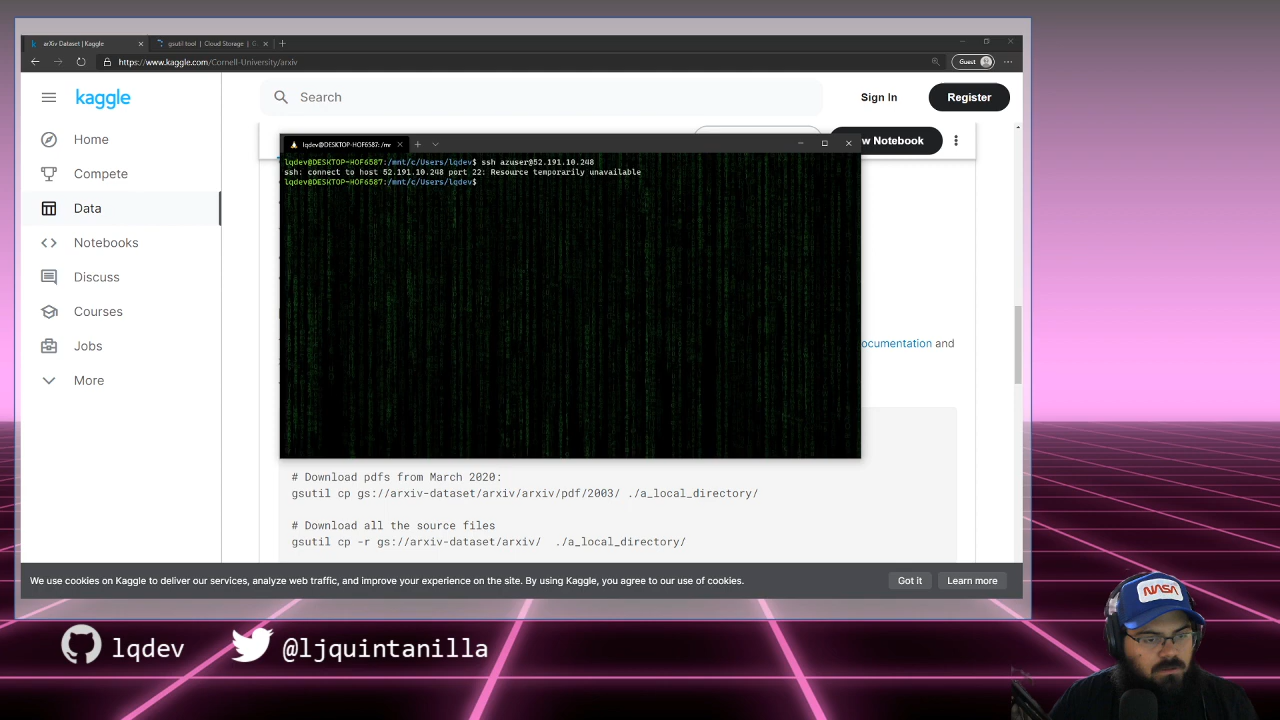 arXiv Dataset | Kaggle
gsutil tool | Cloud Storage | G
https://www.kaggle.com/Cornell-University/arxiv
Guest
kaggle
Search
Sign In
Register
Home
Compete
Data
Notebooks
Discuss
Courses
Jobs
More
w Notebook
lqdev@DESKTOP-HOF6587: /mr
lqdev@DESKTOP-HOF6587:/mnt/c/Users/lqdev$ ssh azuser@52.191.10.248
ssh: connect to host 52.191.10.248 port 22: Resource temporarily unavailable
lqdev@DESKTOP-HOF6587:/mnt/c/Users/lqdev$
ocumentation and
# Download pdfs from March 2020:
gsutil cp gs://arxiv-dataset/arxiv/arxiv/pdf/2003/ ./a_local_directory/
# Download all the source files
gsutil cp -r gs://arxiv-dataset/arxiv/  ./a_local_directory/
We use cookies on Kaggle to deliver our services, analyze web traffic, and improve your experience on the site. By using Kaggle, you agree to our use of cookies.
Got it
Learn more
lqdev
@ljquintanilla
NASA